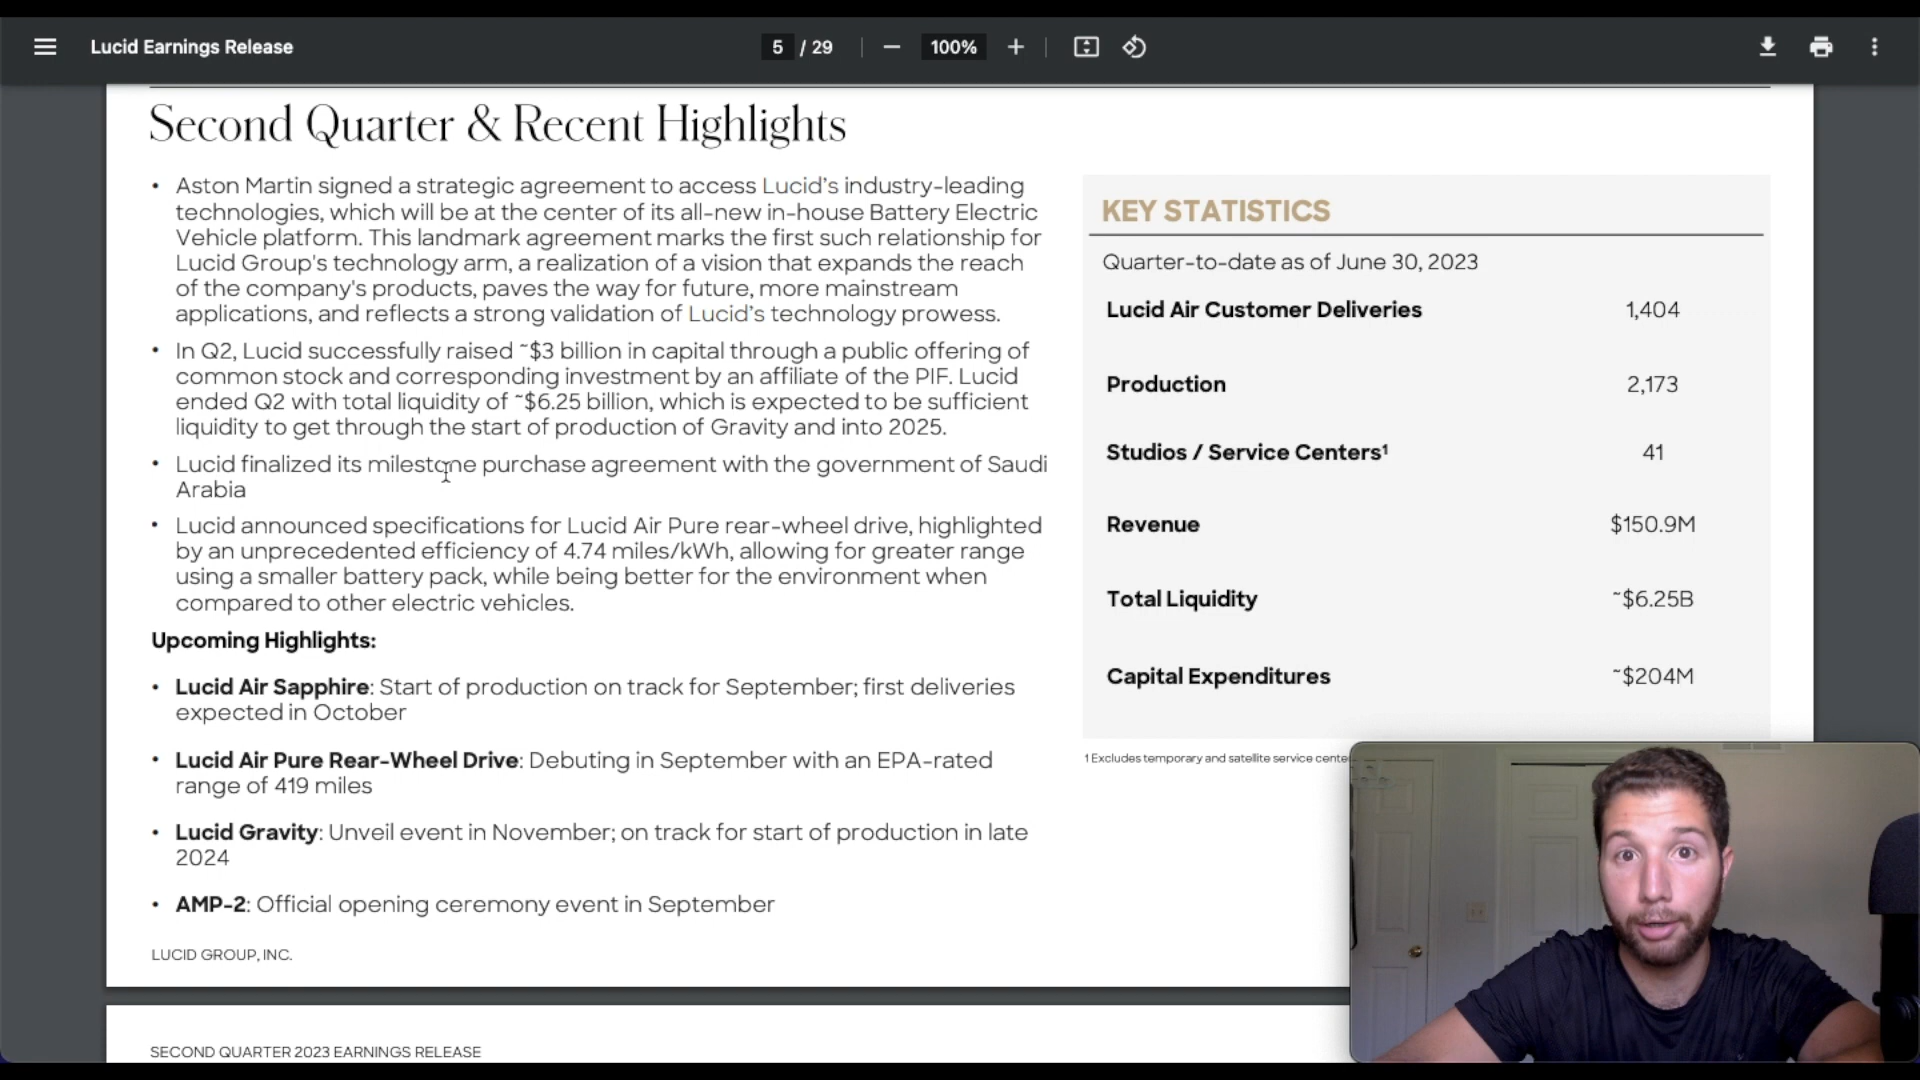 Lucid Earnings Release
5 / 29
100%
Second Quarter & Recent Highlights
• Aston Martin signed a strategic agreement to access Lucid's industry-leading
technologies, which will be at the center of its all-new in-house Battery Electric
Vehicle platform. This landmark agreement marks the first such relationship for
Lucid Group's technology arm, a realization of a vision that expands the reach
of the company's products, paves the way for future, more mainstream
applications, and reflects a strong validation of Lucid's technology prowess.
• In Q2, Lucid successfully raised ~$3 billion in capital through a public offering of
common stock and corresponding investment by an affiliate of the PIF. Lucid
ended Q2 with total liquidity of ~$6.25 billion, which is expected to be sufficient
liquidity to get through the start of production of Gravity and into 2025.
• Lucid finalized its milestone purchase agreement with the government of Saudi
Arabia
• Lucid announced specifications for Lucid Air Pure rear-wheel drive, highlighted
by an unprecedented efficiency of 4.74 miles/kWh, allowing for greater range
using a smaller battery pack, while being better for the environment when
compared to other electric vehicles.
Upcoming Highlights:
• Lucid Air Sapphire: Start of production on track for September; first deliveries
expected in October
• Lucid Air Pure Rear-Wheel Drive: Debuting in September with an EPA-rated
range of 419 miles
• Lucid Gravity: Unveil event in November; on track for start of production in late
2024
• AMP-2: Official opening ceremony event in September
LUCID GROUP, INC.
KEY STATISTICS
Quarter-to-date as of June 30, 2023
Lucid Air Customer Deliveries 1,404
Production 2,173
Studios / Service Centers¹ 41
Revenue $150.9M
Total Liquidity ~$6.25B
Capital Expenditures ~$204M
¹ Excludes temporary and satellite service
SECOND QUARTER 2023 EARNINGS RELEASE